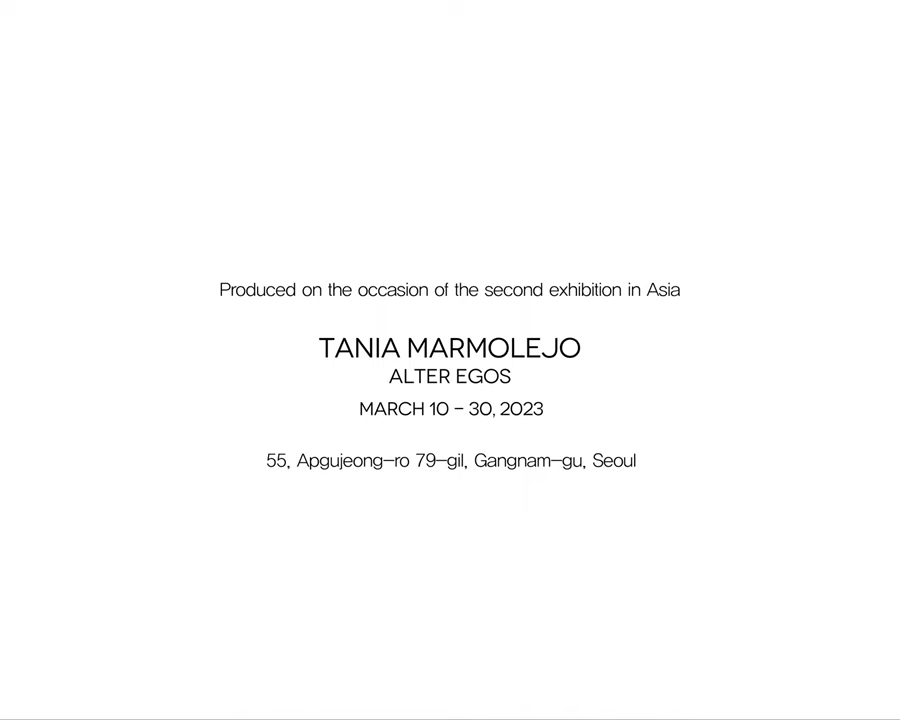 Produced on the occasion of the second exhibition in Asia
TANIA MARMOLEJO
ALTER EGOS
MARCH 10 - 30, 2023
55, Apgujeong-ro 79-gil, Gangnam-gu, Seoul